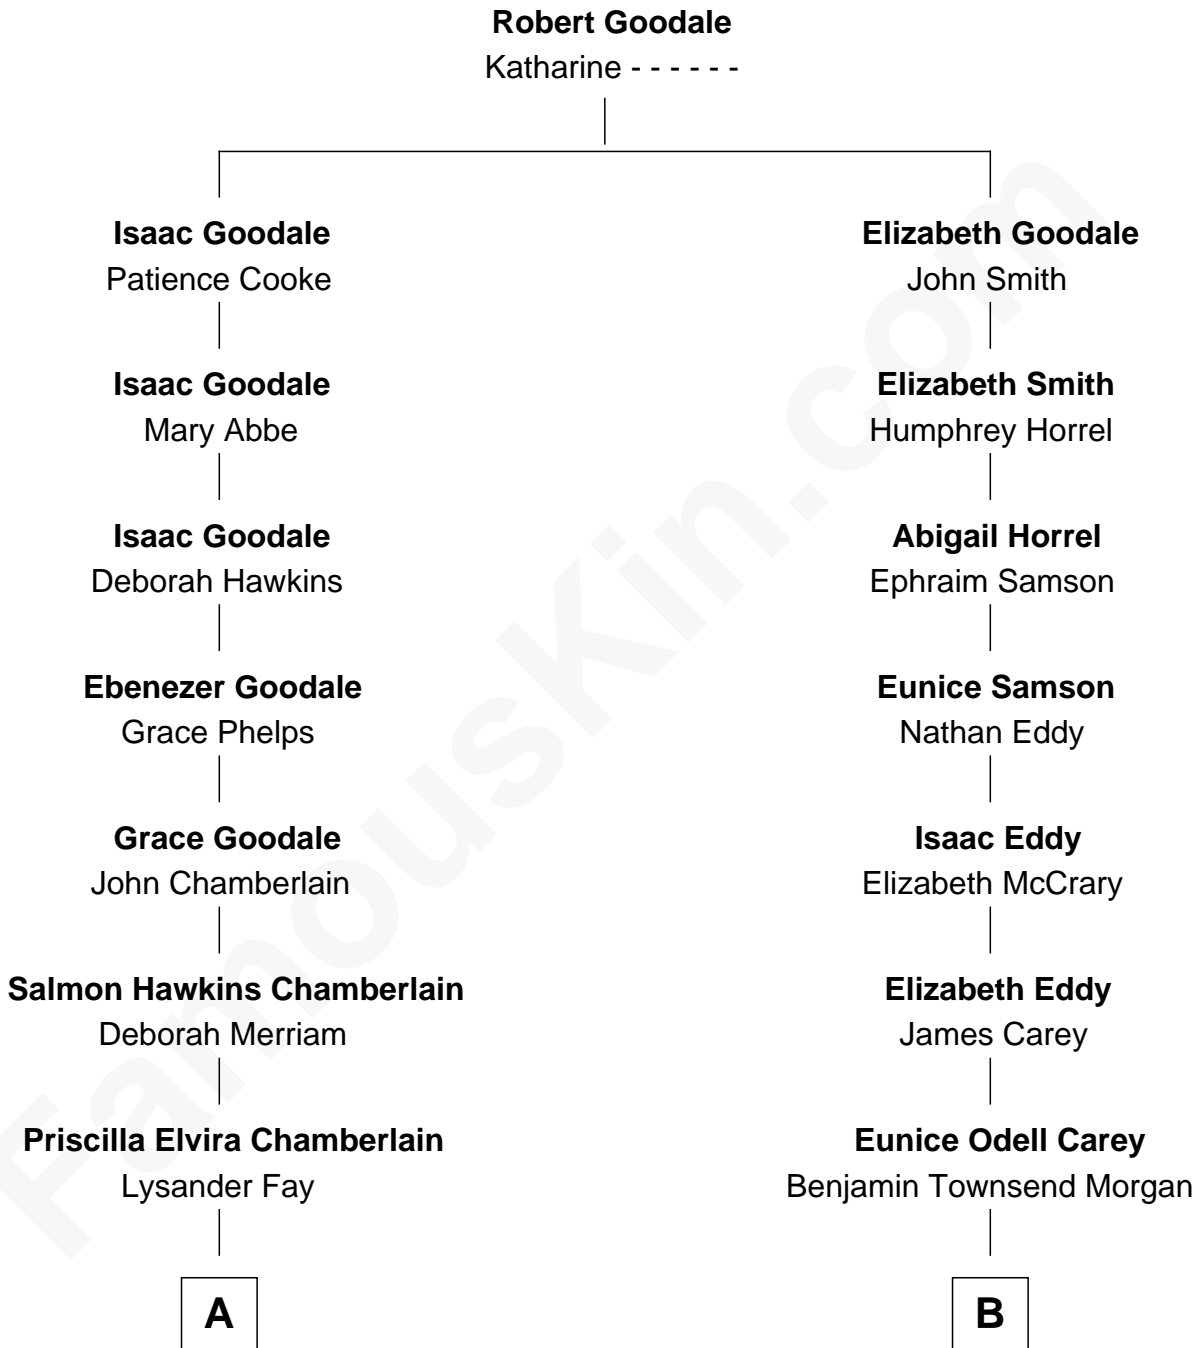 Robert Goodale
Katharine - - - - - -
Isaac Goodale
Patience Cooke
Elizabeth Goodale
John Smith
Isaac Goodale
Mary Abbe
Elizabeth Smith
Humphrey Horrel
Isaac Goodale
Deborah Hawkins
Abigail Horrel
Ephraim Samson
Ebenezer Goodale
Grace Phelps
Eunice Samson
Nathan Eddy
Grace Goodale
John Chamberlain
Isaac Eddy
Elizabeth McCrary
Salmon Hawkins Chamberlain
Deborah Merriam
Elizabeth Eddy
James Carey
Priscilla Elvira Chamberlain
Lysander Fay
Eunice Odell Carey
Benjamin Townsend Morgan
A
B
FamousKin.com